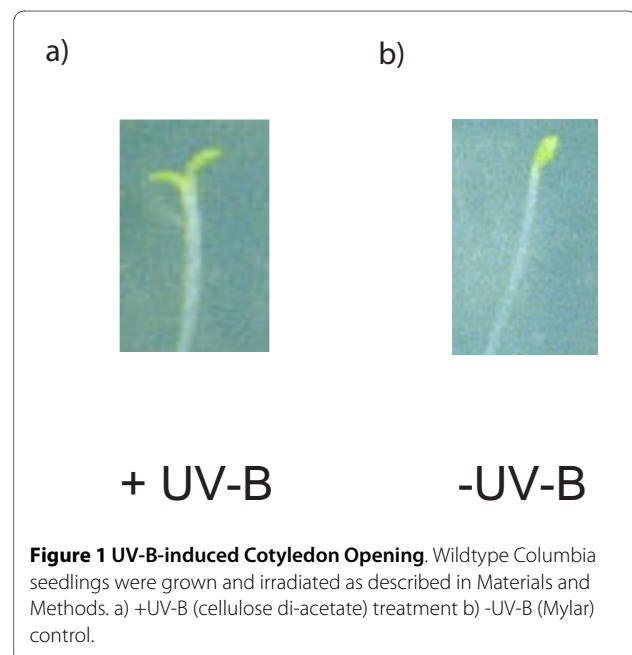 a)
b)
+ UV-B
-UV-B
Figure 1 UV-B-induced Cotyledon Opening. Wildtype Columbia
seedlings were grown and irradiated as described in Materials and
Methods. a) +UV-B (cellulose di-acetate) treatment b) -UV-B (Mylar)
control.